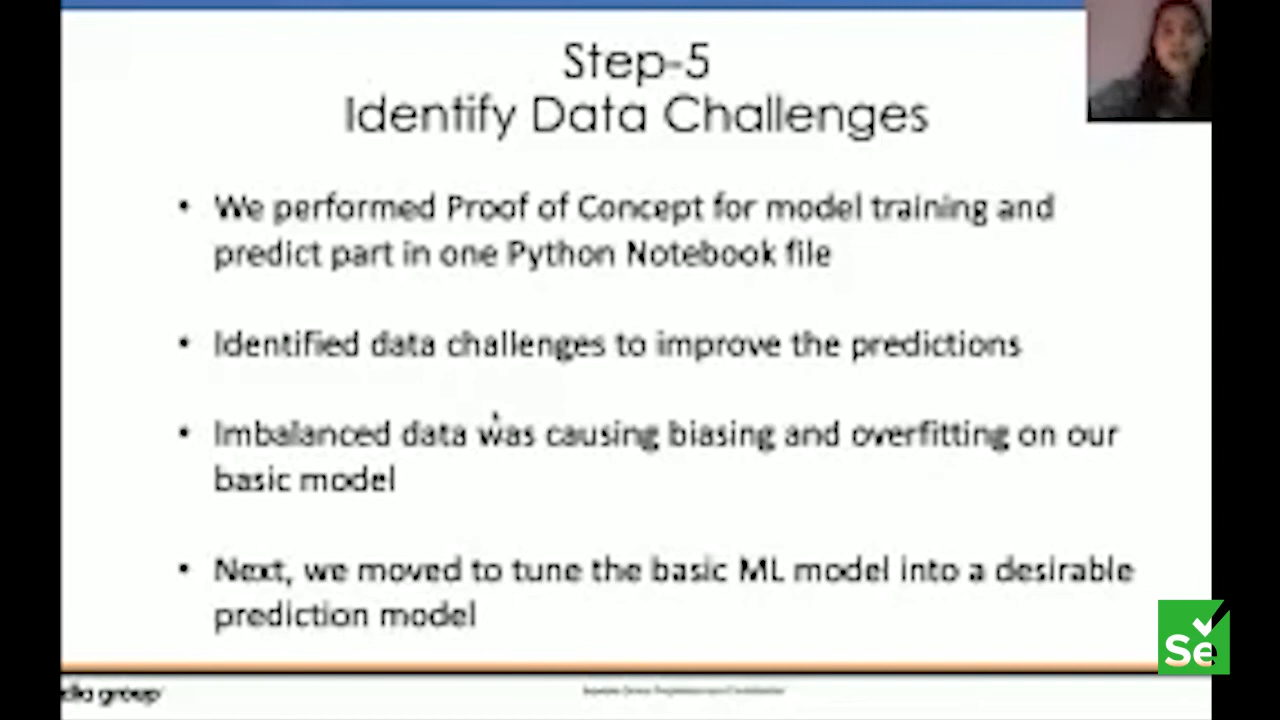 Step-5
Identify Data Challenges
• We performed Proof of Concept for model training and
predict part in one Python Notebook file
• Identified data challenges to improve the predictions
• Imbalanced data was causing biasing and overfitting on our
basic model
• Next, we moved to tune the basic ML model into a desirable
prediction model
Se
dia group